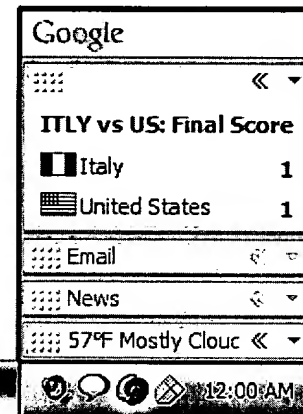 Google
ITLY vs US: Final Score
Italy 1
United States 1
Email
News
57°F Mostly Clouc
12:00 AM